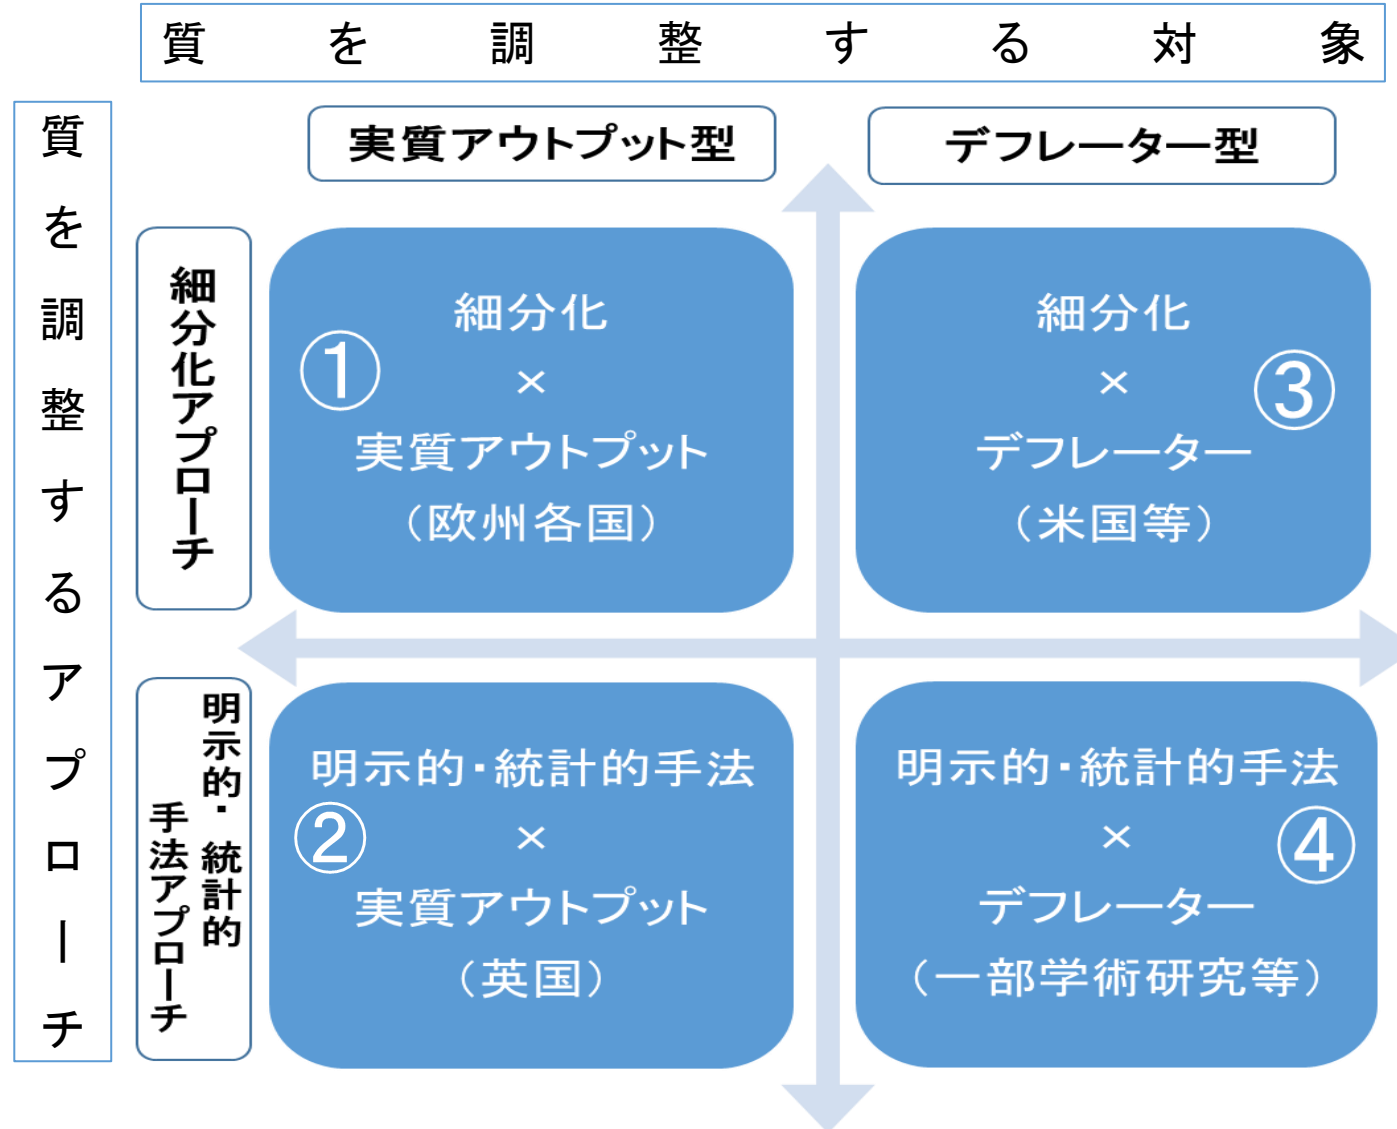 質を調整する対象
質を調整するアプローチ
実質アウトプット型
デフレーター型
細分化アプローチ
細分化
①
×
実質アウトプット
（欧州各国）
細分化
×
③
デフレーター
（米国等）
明示的・統計的
手法アプローチ
明示的・統計的手法
②
×
実質アウトプット
（英国）
明示的・統計的手法
×
④
デフレーター
（一部学術研究等）